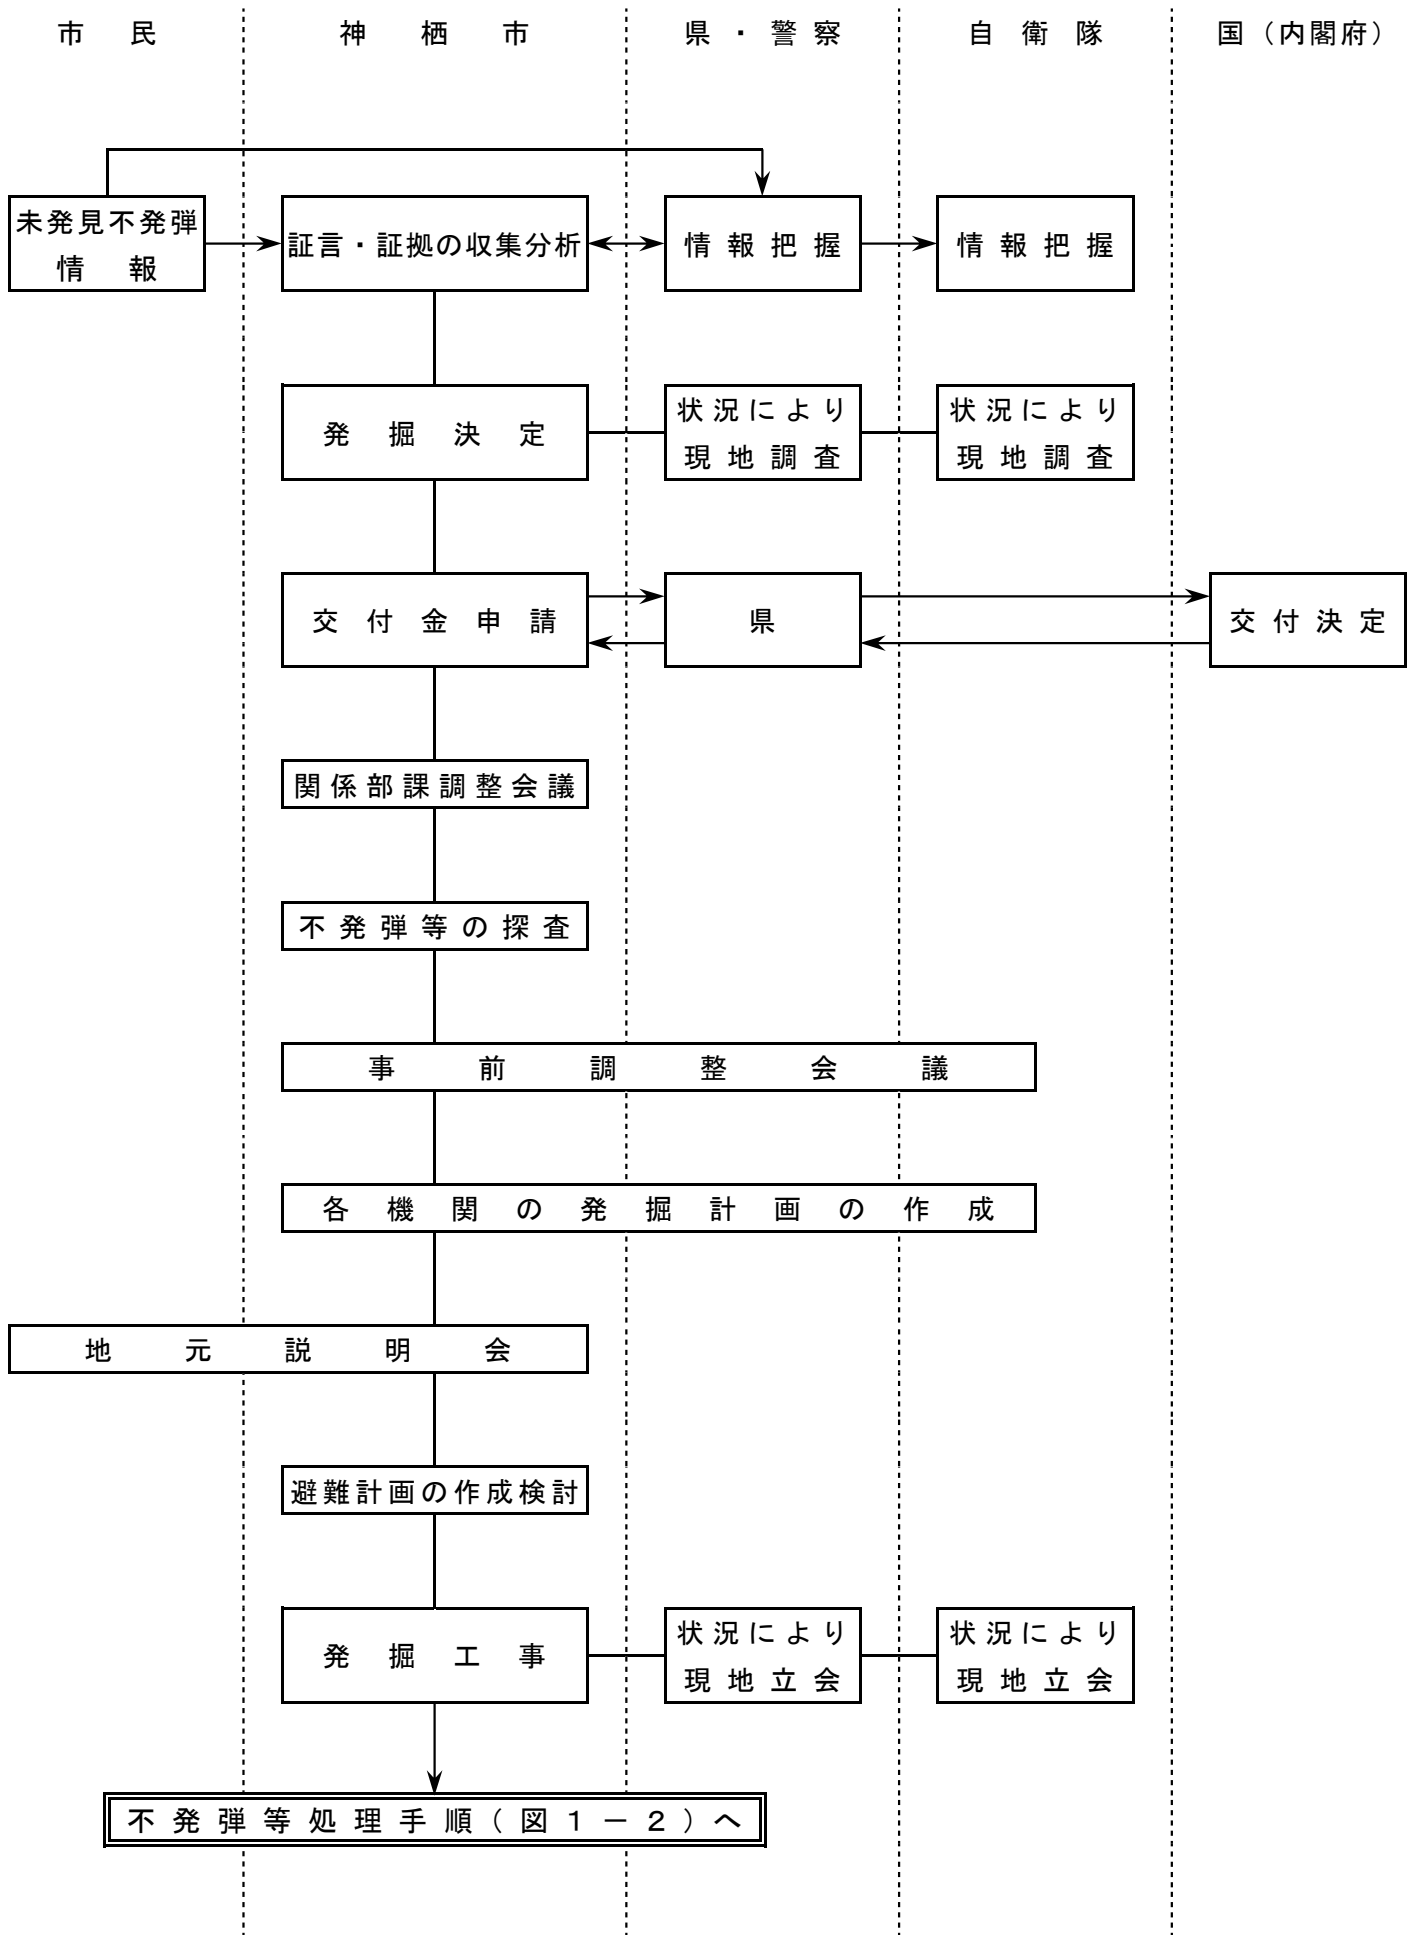 市民 神栖市 県・警察 自衛隊 国（内閣府）
未発見不発弾
情報
証言・証拠の収集分析
情報把握
情報把握
発掘決定
状況により
現地調査
状況により
現地調査
交付金申請
県
交付決定
関係部課調整会議
不発弾等の探査
事前調整会議
各機関の発掘計画の作成
地元説明会
避難計画の作成検討
発掘工事
状況により
現地立会
状況により
現地立会
不発弾等処理手順（図１－２）へ